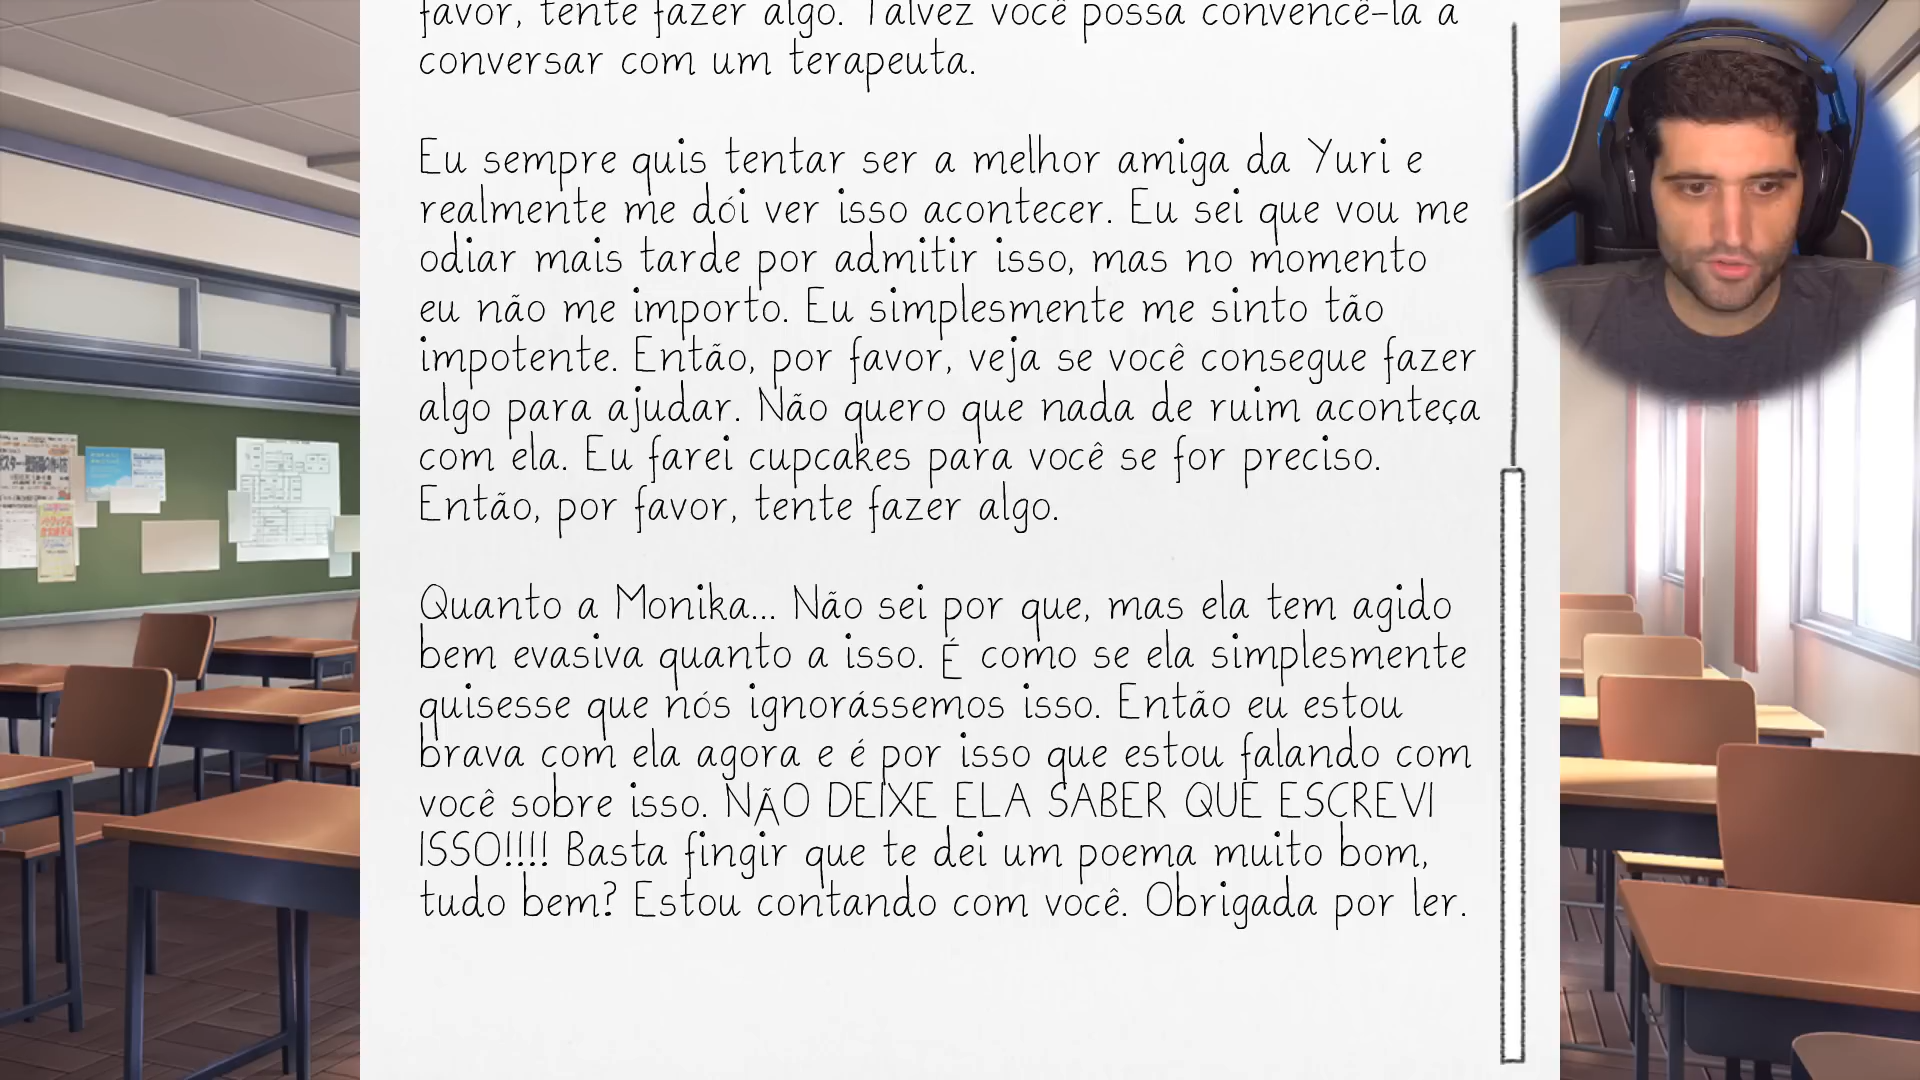 favor, tente fazer algo. Talvez você possa convencê-la a
conversar com um terapeuta.
Eu sempre quis tentar ser a melhor amiga da Yuri e
realmente me dói ver isso acontecer. Eu sei que vou me
odiar mais tarde por admitir isso, mas no momento
eu não me importo. Eu simplesmente me sinto tão
impotente. Então, por favor, veja se você consegue fazer
algo para ajudar. Não quero que nada de ruim aconteça
com ela. Eu farei cupcakes para você se for preciso.
Então, por favor, tente fazer algo.
Quanto a Monika... Não sei por que, mas ela tem agido
bem evasiva quanto a isso. É como se ela simplesmente
quisesse que nós ignorássemos isso. Então eu estou
brava com ela agora e é por isso que estou falando com
você sobre isso. NÃO DEIXE ELA SABER QUE ESCREVI
ISSO!!!! Basta fingir que te dei um poema muito bom,
tudo bem? Estou contando com você. Obrigada por ler.